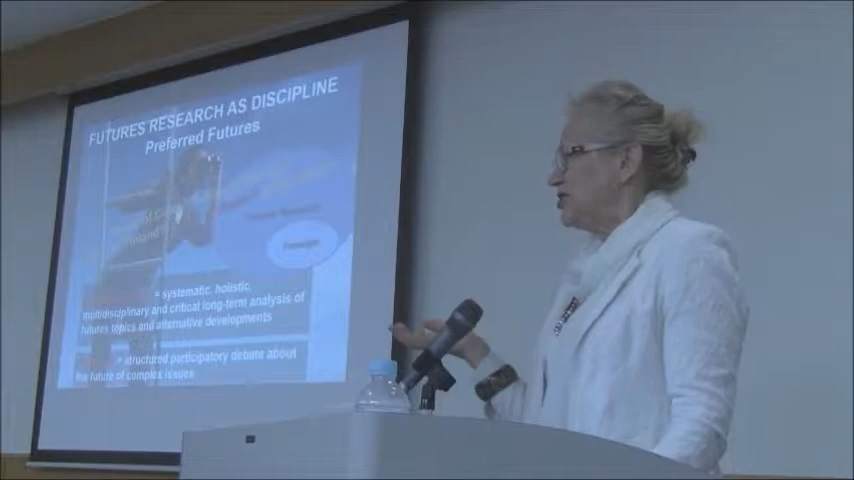 FUTURES RESEARCH AS DISCIPLINE
Preferred Futures
= systematic, holistic,
multidisciplinary and critical long-term analysis of
futures topics and alternative developments
= structured participatory debate about
the future of complex issues
Foresight